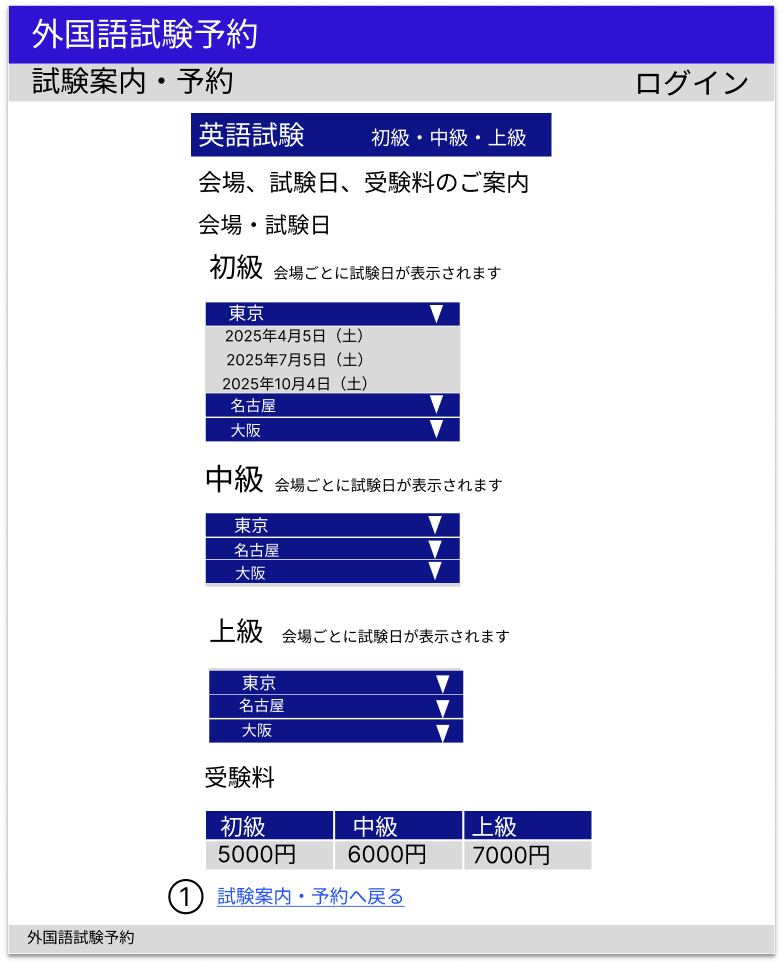 外国語試験予約
試験案内・予約 ログイン
英語試験 初級・中級・上級
会場、試験日、受験料のご案内
会場・試験日
初級 会場ごとに試験日が表示されます
東京 ▼
2025年4月5日（土）
2025年7月5日（土）
2025年10月4日（土）
名古屋 ▼
大阪 ▼
中級 会場ごとに試験日が表示されます
東京 ▼
名古屋 ▼
大阪 ▼
上級 会場ごとに試験日が表示されます
東京 ▼
名古屋 ▼
大阪 ▼
受験料
初級 中級 上級
5000円 6000円 7000円
① 試験案内・予約へ戻る
外国語試験予約